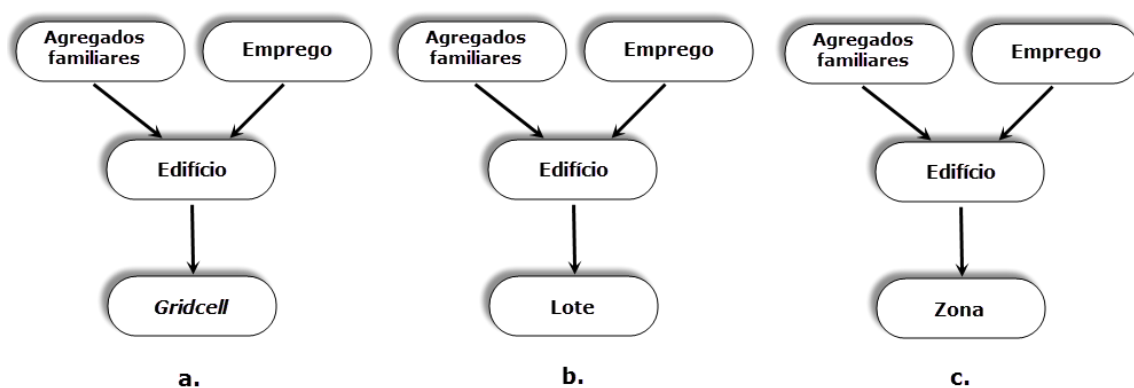 Agregados
familiares
Emprego
Edifício
Gridcell
a.
Agregados
familiares
Emprego
Edifício
Lote
b.
Agregados
familiares
Emprego
Edifício
Zona
c.